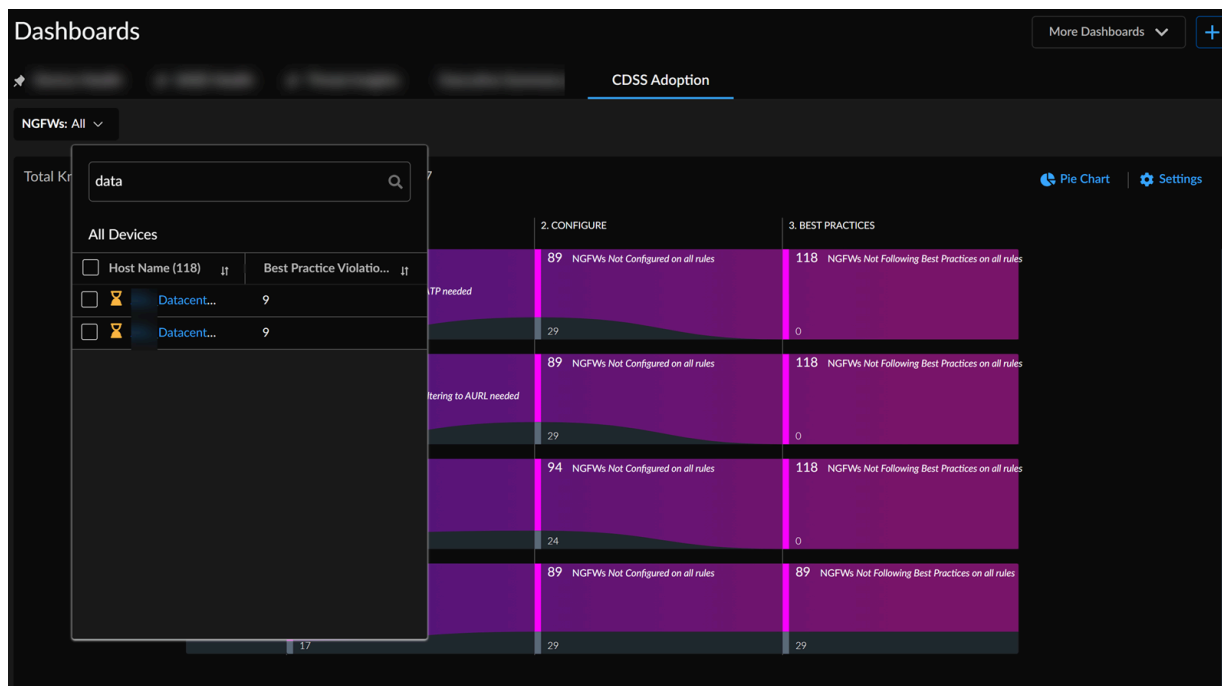 Dashboards
More Dashboards
CDSS Adoption
NGFWs: All
Total Kr
7
Pie Chart
Settings
data
All Devices
Host Name (118)
Best Practice Violatio...
Datacent...
9
Datacent...
9
2. CONFIGURE
3. BEST PRACTICES
89 NGFWs Not Configured on all rules
118 NGFWs Not Following Best Practices on all rules
ATP needed
29
0
89 NGFWs Not Configured on all rules
118 NGFWs Not Following Best Practices on all rules
ltering to AURL needed
29
0
94 NGFWs Not Configured on all rules
118 NGFWs Not Following Best Practices on all rules
24
0
89 NGFWs Not Configured on all rules
89 NGFWs Not Following Best Practices on all rules
17
29
29